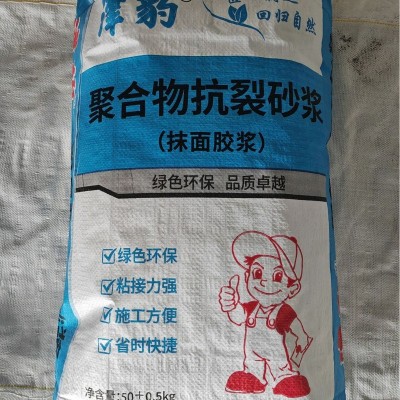 回归自然
聚合物抗裂砂浆
（抹面胶浆）
绿色环保 品质卓越
绿色环保
粘接力强
施工方便
省时快捷
净含量:50±0.5kg